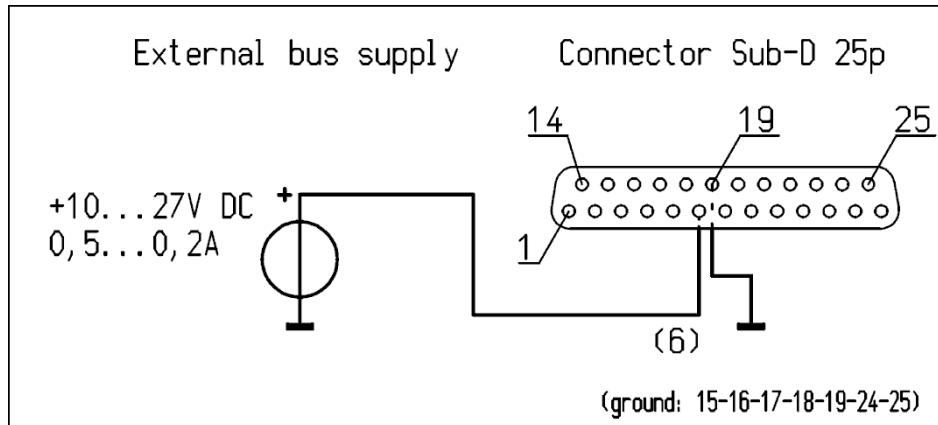 External bus supply
Connector Sub-D 25p
14
19
25
+10...27V DC
0,5...0,2A
+
1
(6)
(ground: 15-16-17-18-19-24-25)